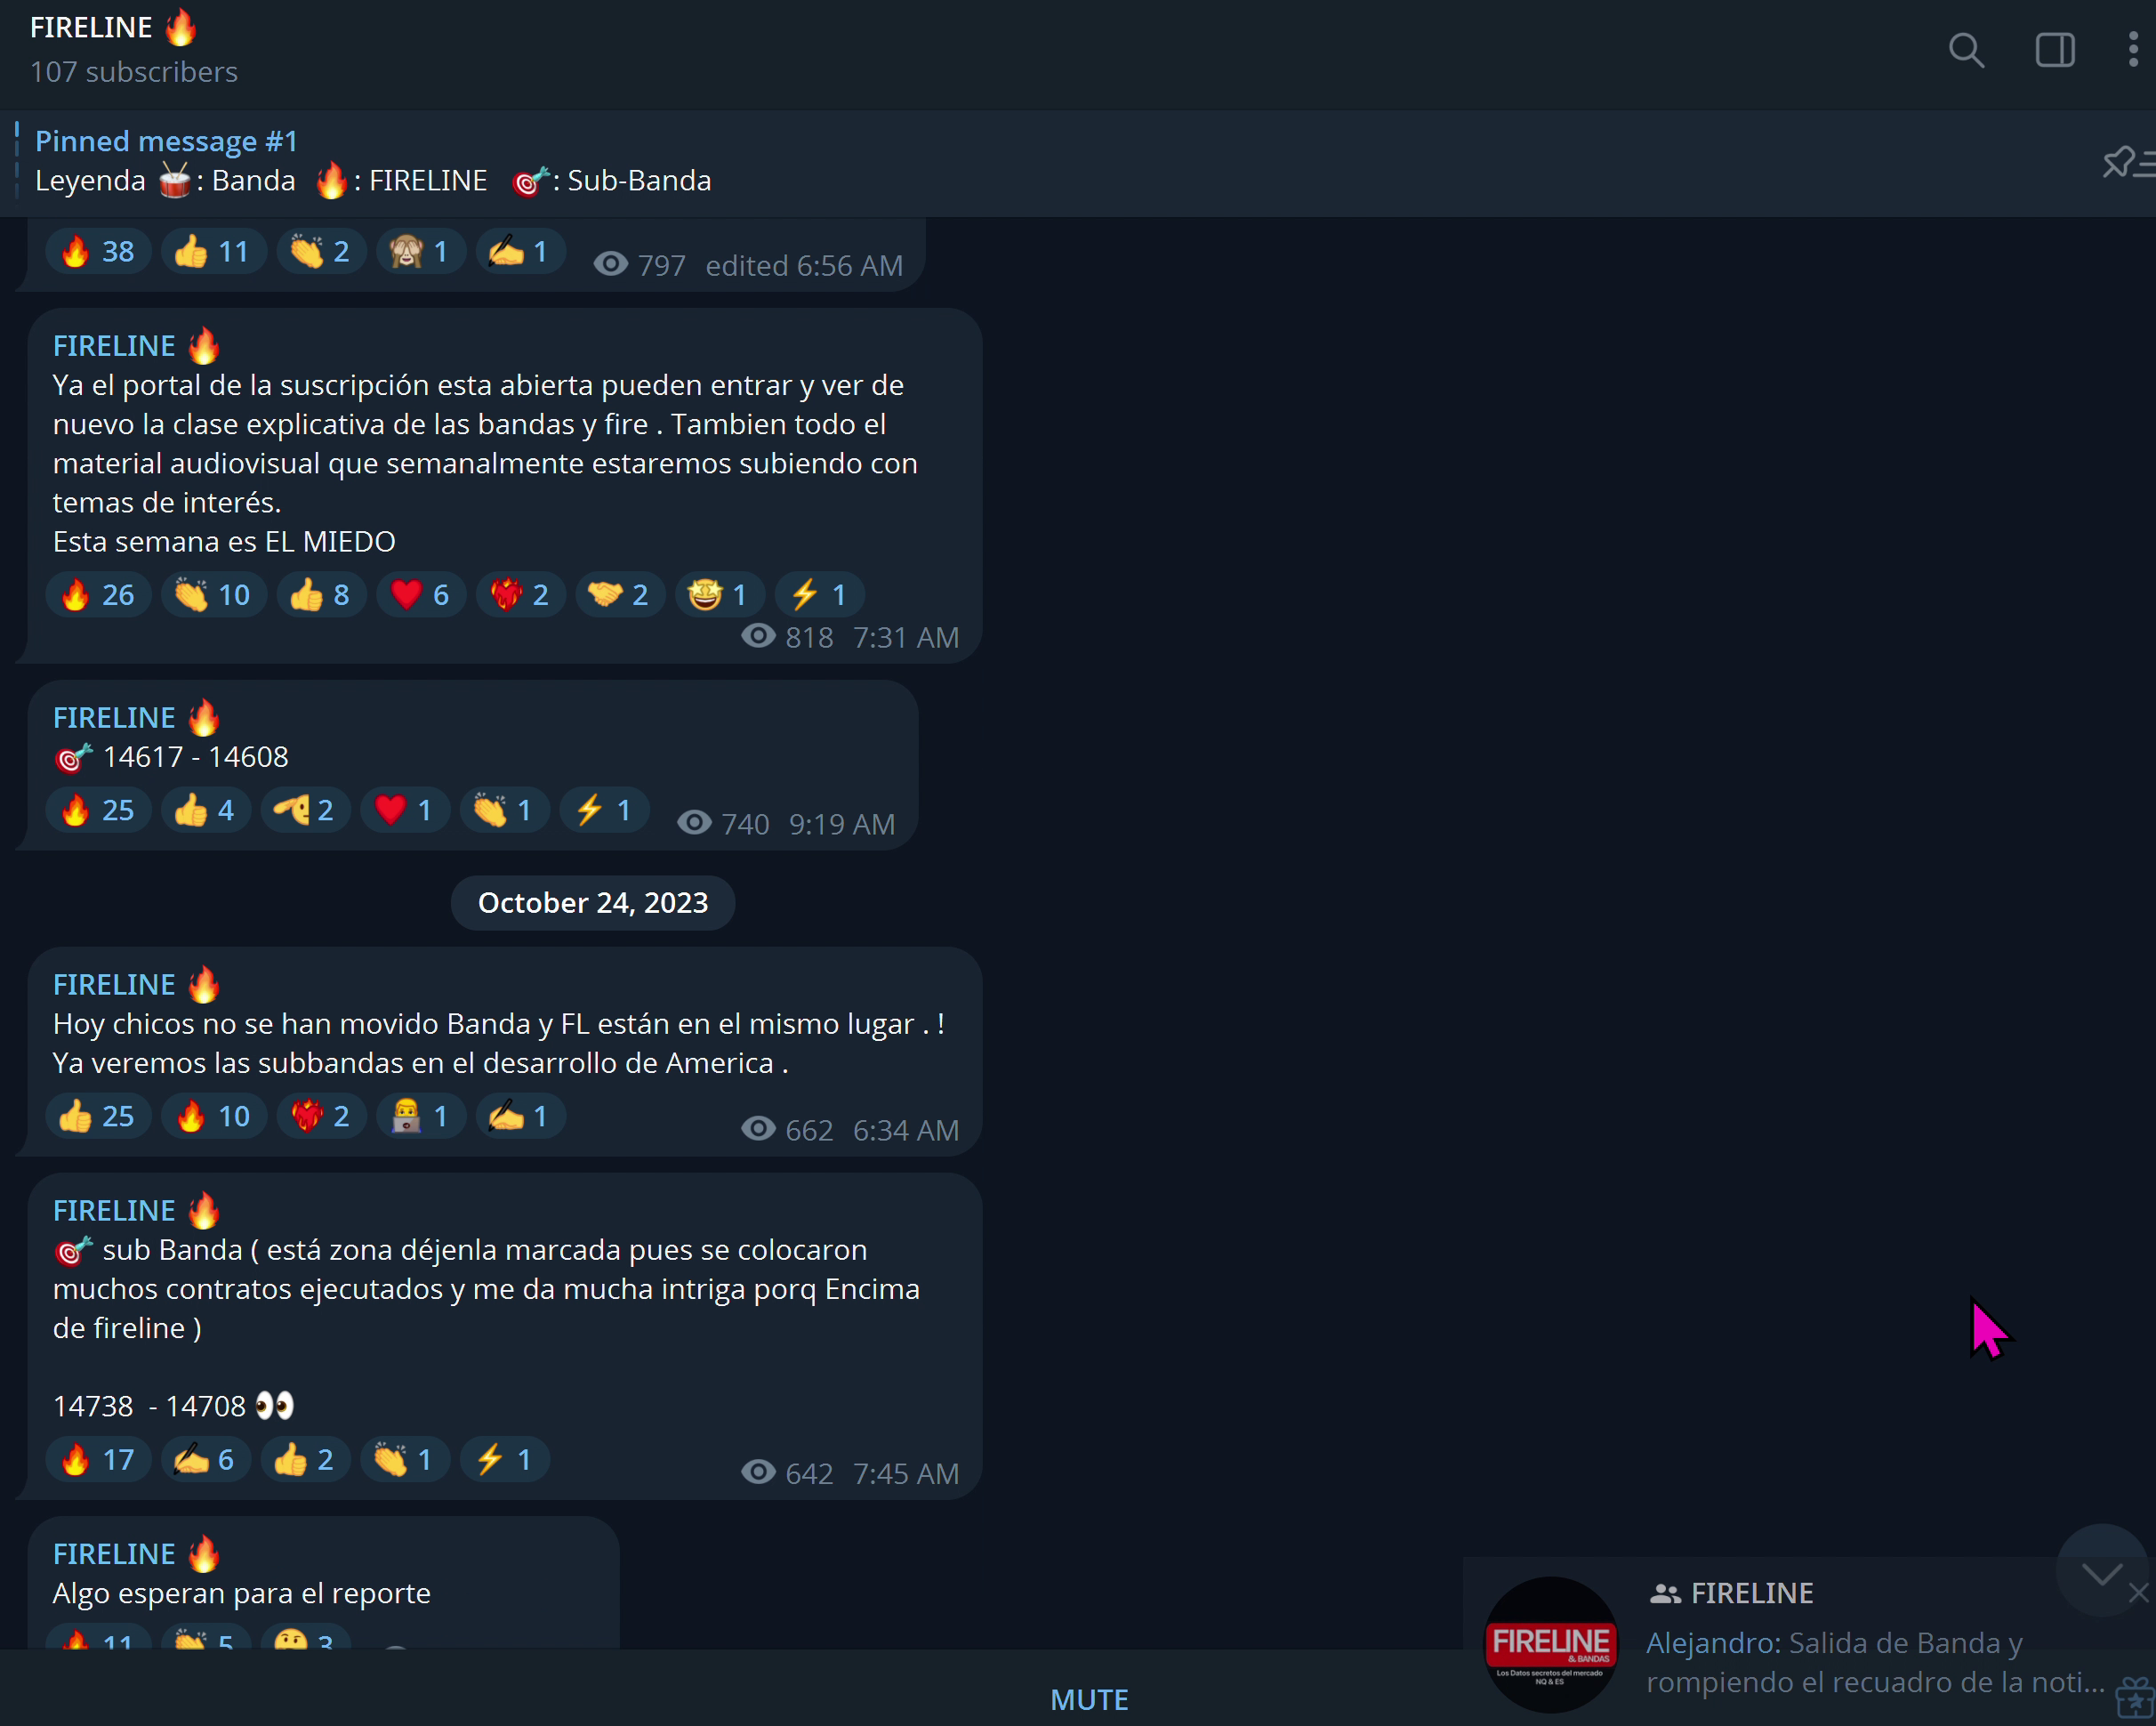 FIRELINE 🔥
107 subscribers
Pinned message #1
Leyenda 🥁: Banda 🔥: FIRELINE 🎯: Sub-Banda
🔥 38 👍 11 👏 2 🙈 1 ✍ 1 797 edited 6:56 AM
FIRELINE 🔥
Ya el portal de la suscripción esta abierta pueden entrar y ver de
nuevo la clase explicativa de las bandas y fire . Tambien todo el
material audiovisual que semanalmente estaremos subiendo con
temas de interés.
Esta semana es EL MIEDO
🔥 26 👏 10 👍 8 ❤ 6 ❤‍🔥 2 🤝 2 🤩 1 ⚡ 1
818 7:31 AM
FIRELINE 🔥
🎯 14617 - 14608
🔥 25 👍 4 🫡 2 ❤ 1 👏 1 ⚡ 1 740 9:19 AM
October 24, 2023
FIRELINE 🔥
Hoy chicos no se han movido Banda y FL están en el mismo lugar . !
Ya veremos las subbandas en el desarrollo de America .
👍 25 🔥 10 ❤‍🔥 2 👨‍💻 1 ✍ 1 662 6:34 AM
FIRELINE 🔥
🎯 sub Banda ( está zona déjenla marcada pues se colocaron
muchos contratos ejecutados y me da mucha intriga porq Encima
de fireline )
14738 - 14708 👀
🔥 17 ✍ 6 👍 2 👏 1 ⚡ 1 642 7:45 AM
FIRELINE 🔥
Algo esperan para el reporte
🔥 11 👏 5 🤔 3
MUTE
FIRELINE
& BANDAS
Los Datos secretos del mercado
NQ & ES
FIRELINE
Alejandro: Salida de Banda y
rompiendo el recuadro de la noti...